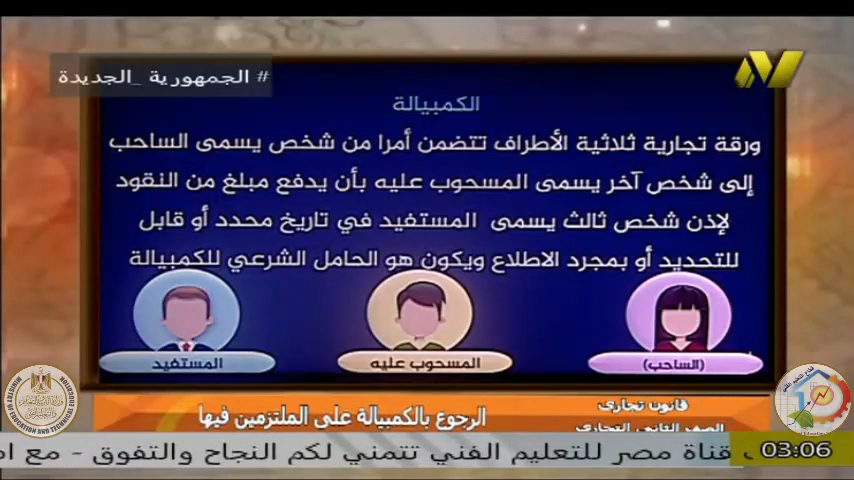 # الجمهورية _الجديدة
الكمبيالة
ورقة تجارية ثلاثية الأطراف تتضمن أمرا من شخص يسمى الساحب
إلى شخص آخر يسمى المسحوب عليه بأن يدفع مبلغ من النقود
لإذن شخص ثالث يسمى المستفيد في تاريخ محدد أو قابل
للتحديد أو بمجرد الاطلاع ويكون هو الحامل الشرعي للكمبيالة
(الساحب)
المسحوب عليه
المستفيد
قانون تجارى
الصف الثانى التجارى
الرجوع بالكمبيالة على الملتزمين فيها
قناة مصر للتعليم الفني تتمني لكم النجاح والتفوق - مع
03:06